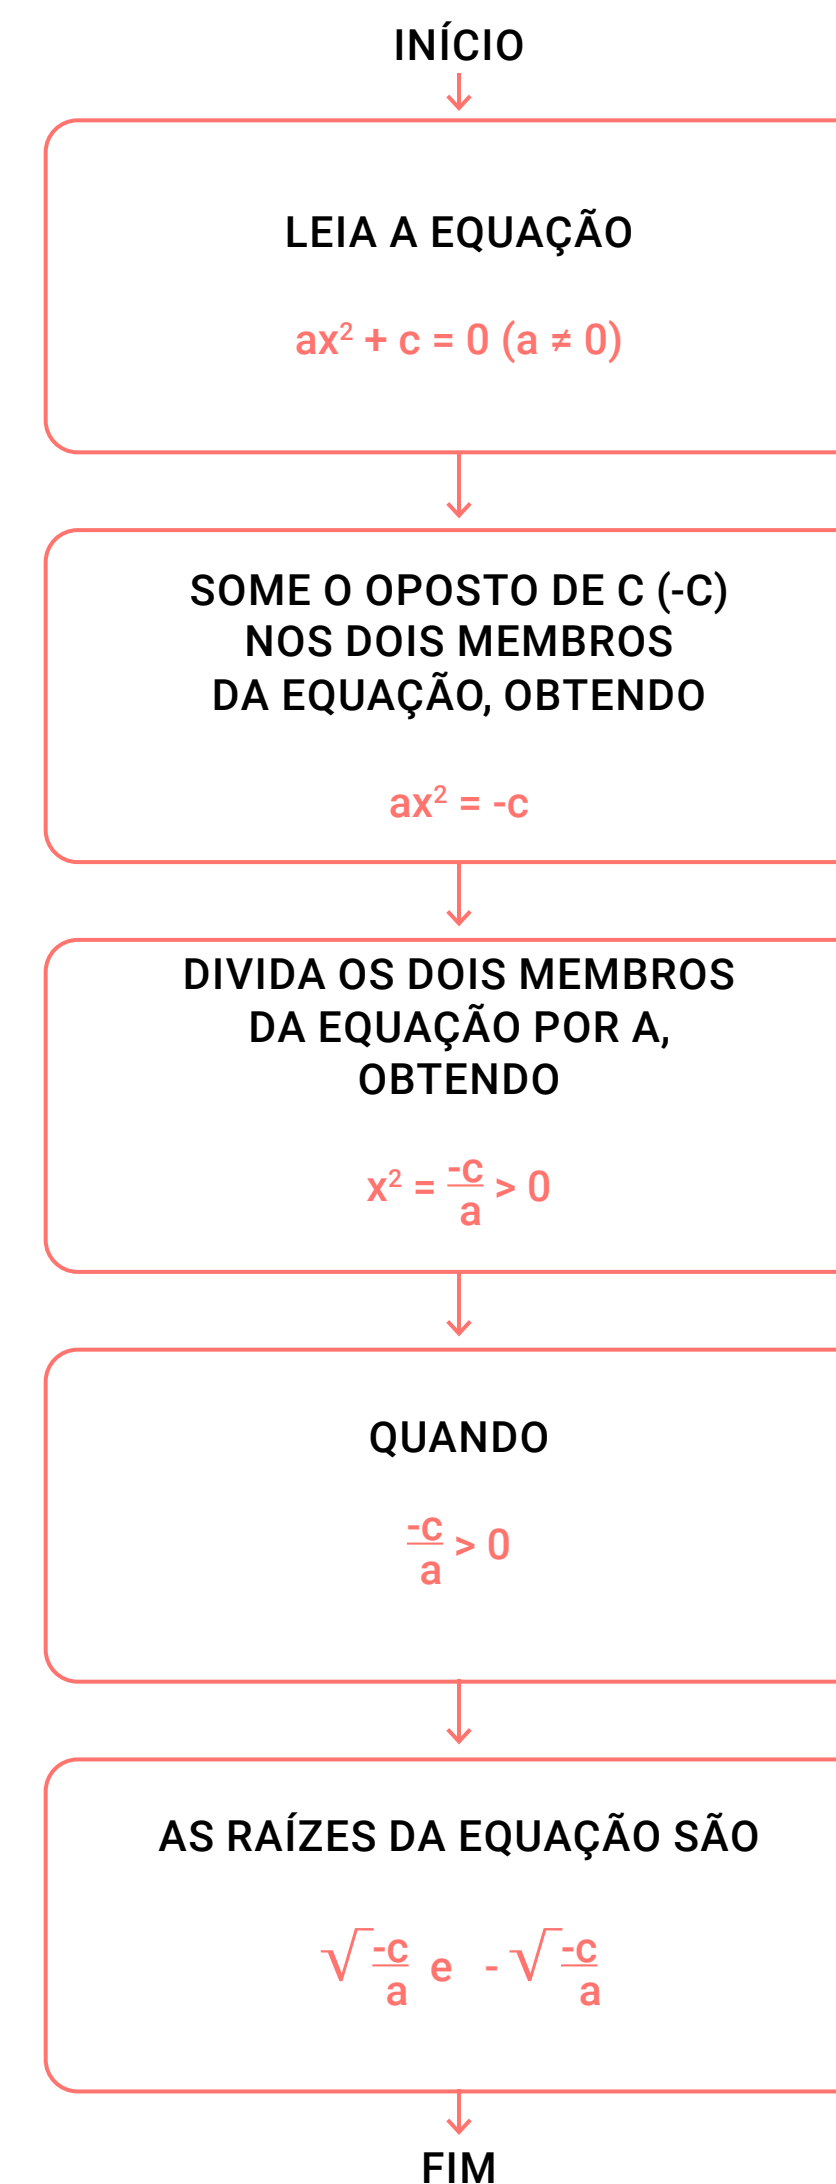 INÍCIO
LEIA A EQUAÇÃO
ax² + c = 0 (a ≠ 0)
SOME O OPOSTO DE C (-C)
NOS DOIS MEMBROS
DA EQUAÇÃO, OBTENDO
ax² = -c
DIVIDA OS DOIS MEMBROS
DA EQUAÇÃO POR A,
OBTENDO
x² = -c/a > 0
QUANDO
-c/a > 0
AS RAÍZES DA EQUAÇÃO SÃO
√-c/a e -√-c/a
FIM